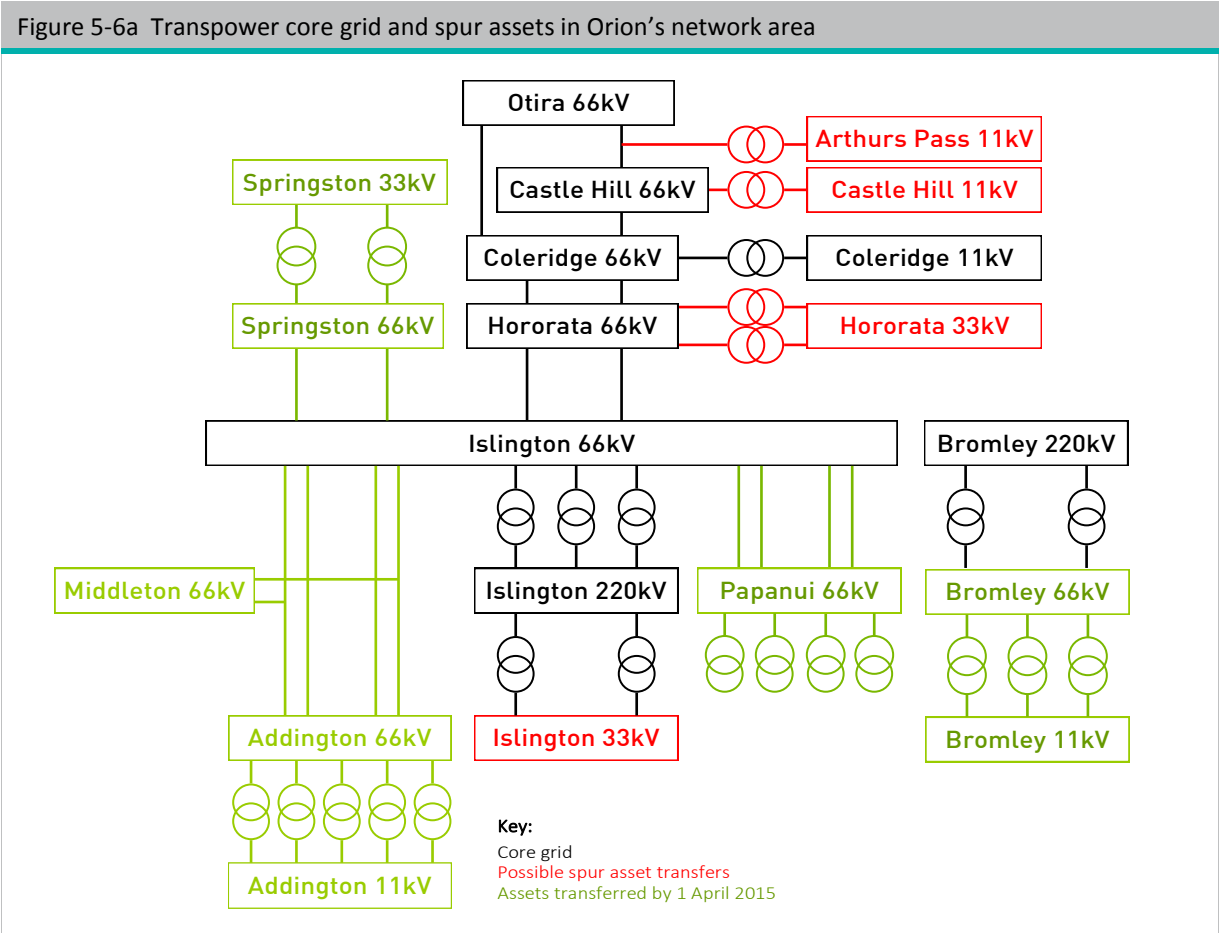 Figure 5-6a Transpower core grid and spur assets in Orion's network area
Otira 66kV
Arthurs Pass 11kV
Springston 33kV
Castle Hill 66kV
Castle Hill 11kV
Coleridge 66kV
Coleridge 11kV
Springston 66kV
Hororata 66kV
Hororata 33kV
Islington 66kV
Bromley 220kV
Middleton 66kV
Islington 220kV
Papanui 66kV
Bromley 66kV
Addington 66kV
Islington 33kV
Bromley 11kV
Addington 11kV
Key:
Core grid
Possible spur asset transfers
Assets transferred by 1 April 2015